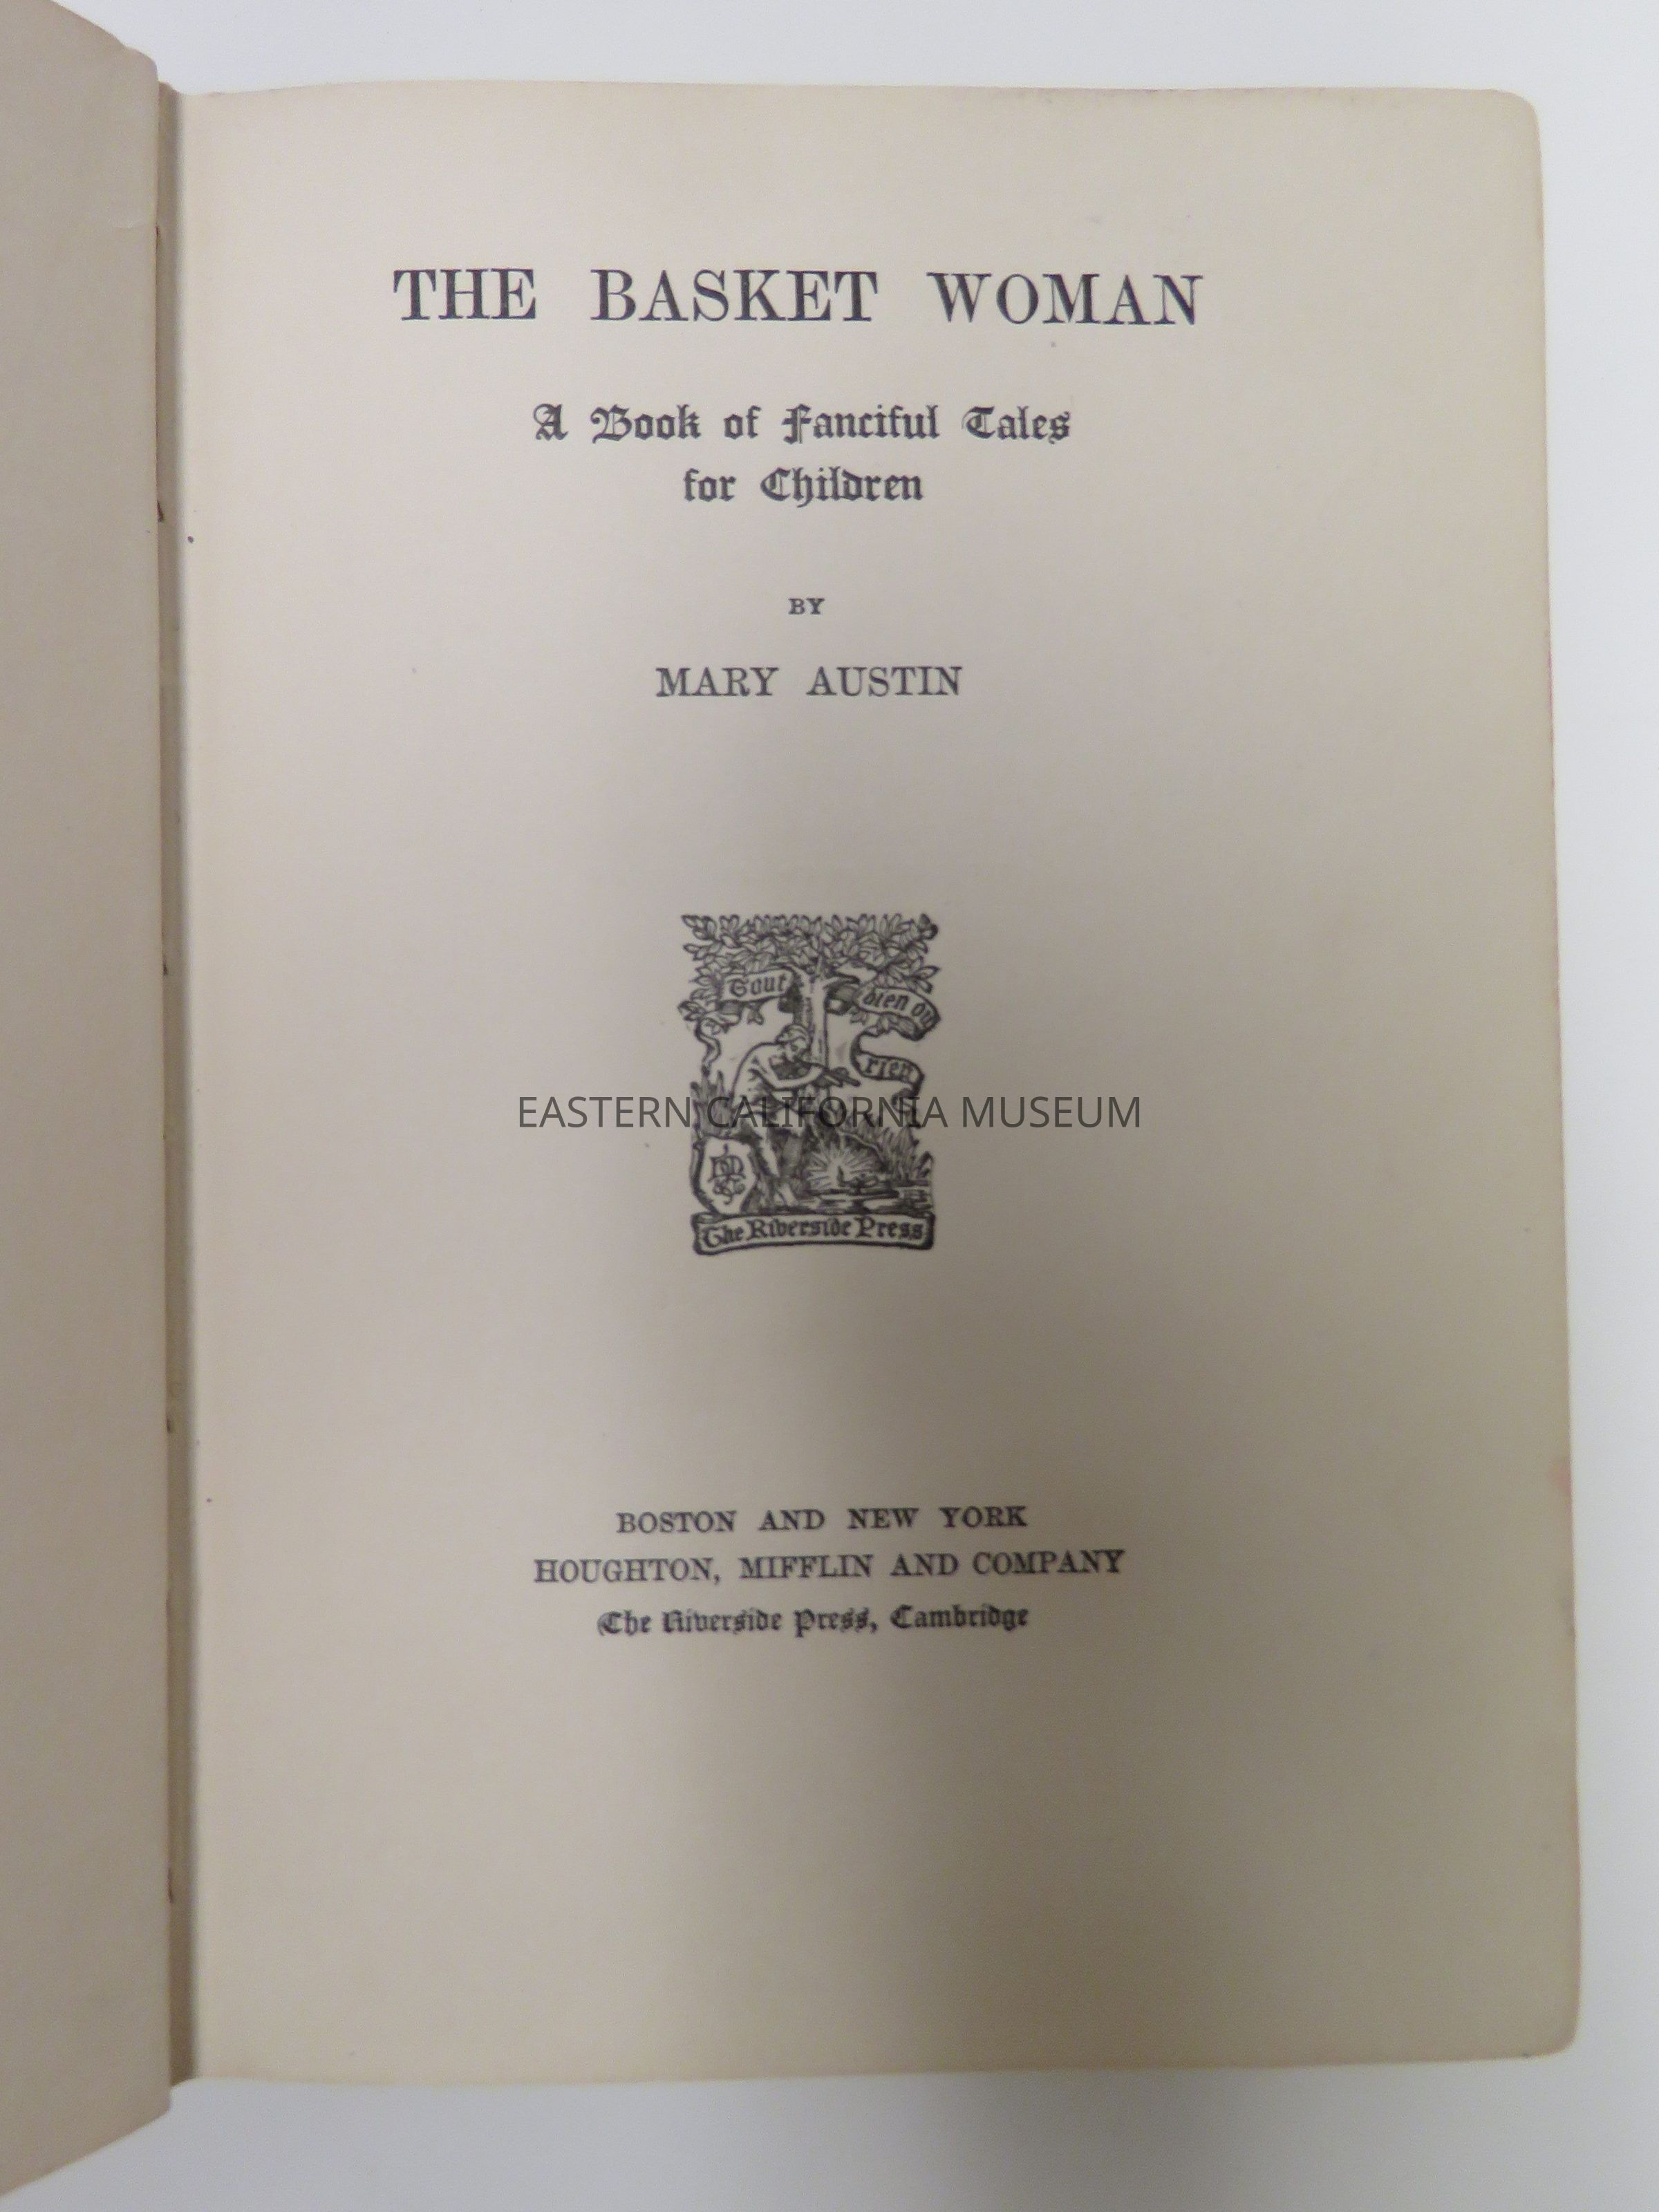 THE BASKET WOMAN
A Book of Fanciful Tales
for Children
BY
MARY AUSTIN
Tout
bien ou
rien
EASTERN CALIFORNIA MUSEUM
The Riverside Press
BOSTON AND NEW YORK
HOUGHTON, MIFFLIN AND COMPANY
The Riverside Press, Cambridge